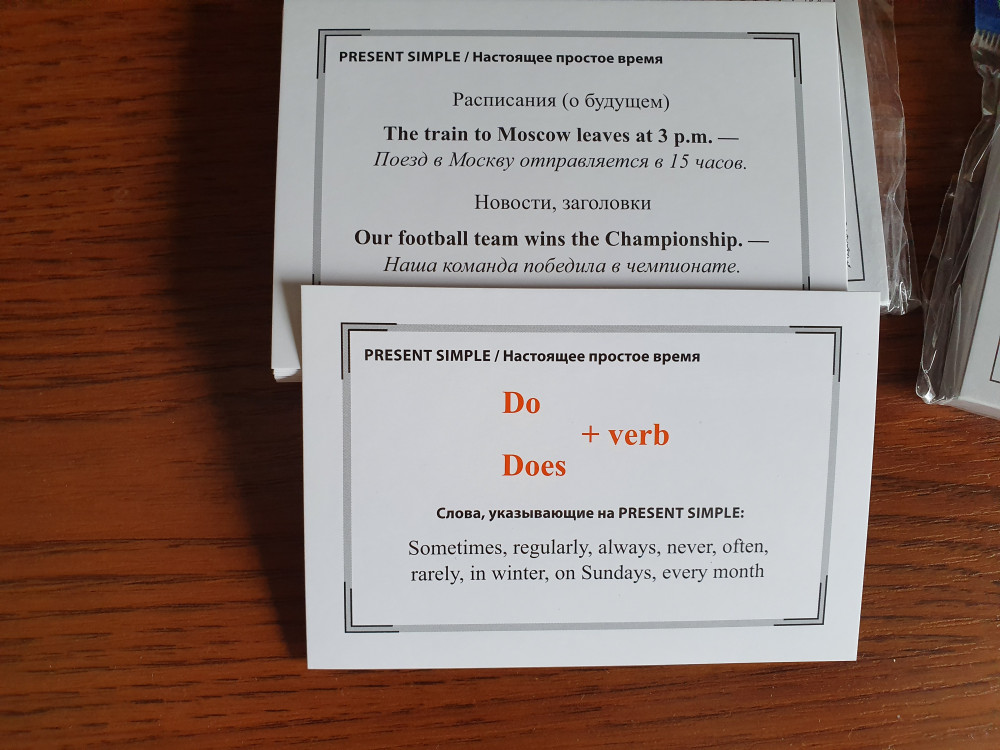 PRESENT SIMPLE / Настоящее простое время
Расписания (о будущем)
The train to Moscow leaves at 3 p.m. —
Поезд в Москву отправляется в 15 часов.
Новости, заголовки
Our football team wins the Championship. —
Наша команда победила в чемпионате.
PRESENT SIMPLE / Настоящее простое время
Do
+ verb
Does
Слова, указывающие на PRESENT SIMPLE:
Sometimes, regularly, always, never, often,
rarely, in winter, on Sundays, every month